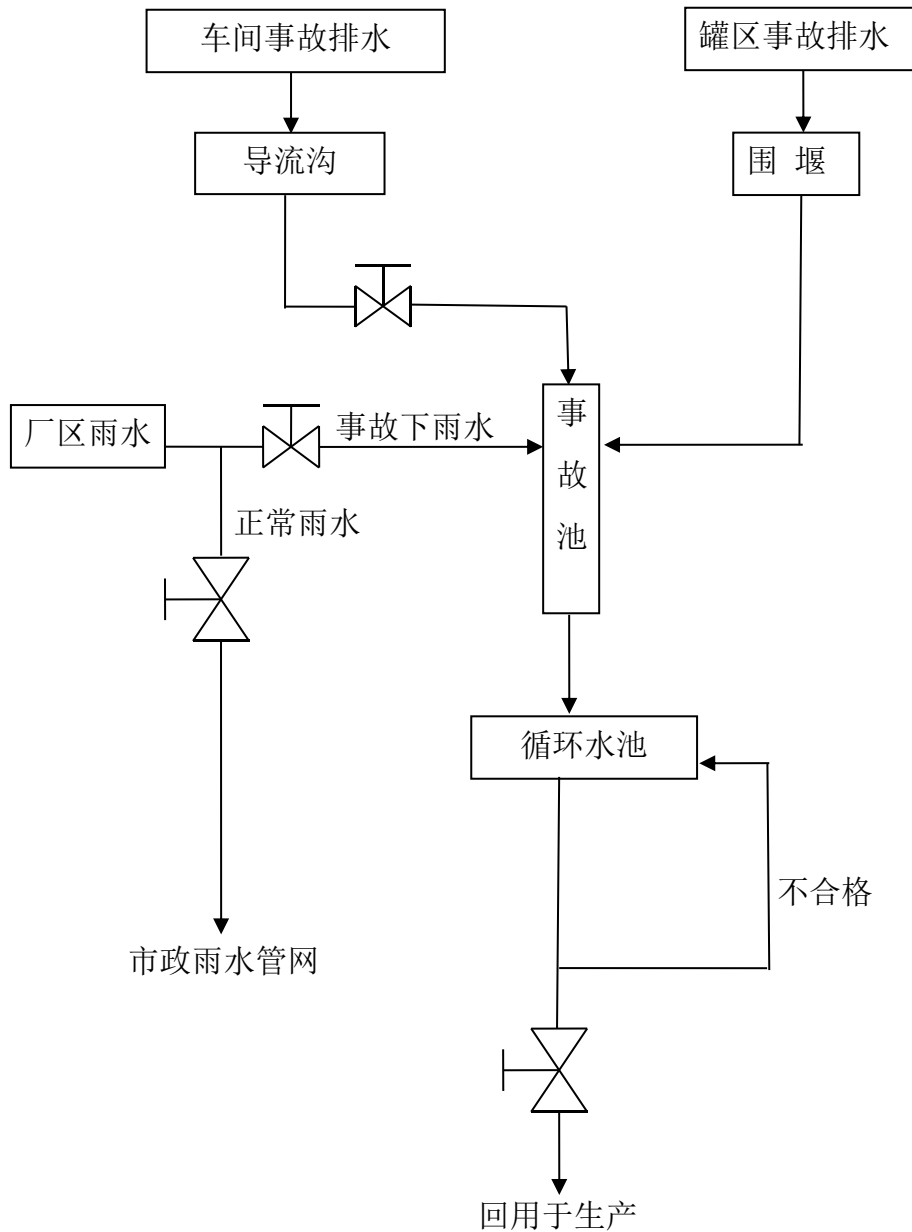 车间事故排水
罐区事故排水
导流沟
围 堰
厂区雨水
事故下雨水
事故池
正常雨水
循环水池
不合格
市政雨水管网
回用于生产